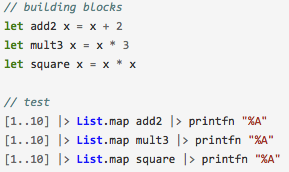 // building blocks
let add2 x = x + 2
let mult3 x = x * 3
let square x = x * x
// test
[1..10] |> List.map add2 |> printfn "%A"
[1..10] |> List.map mult3 |> printfn "%A"
[1..10] |> List.map square |> printfn "%A"